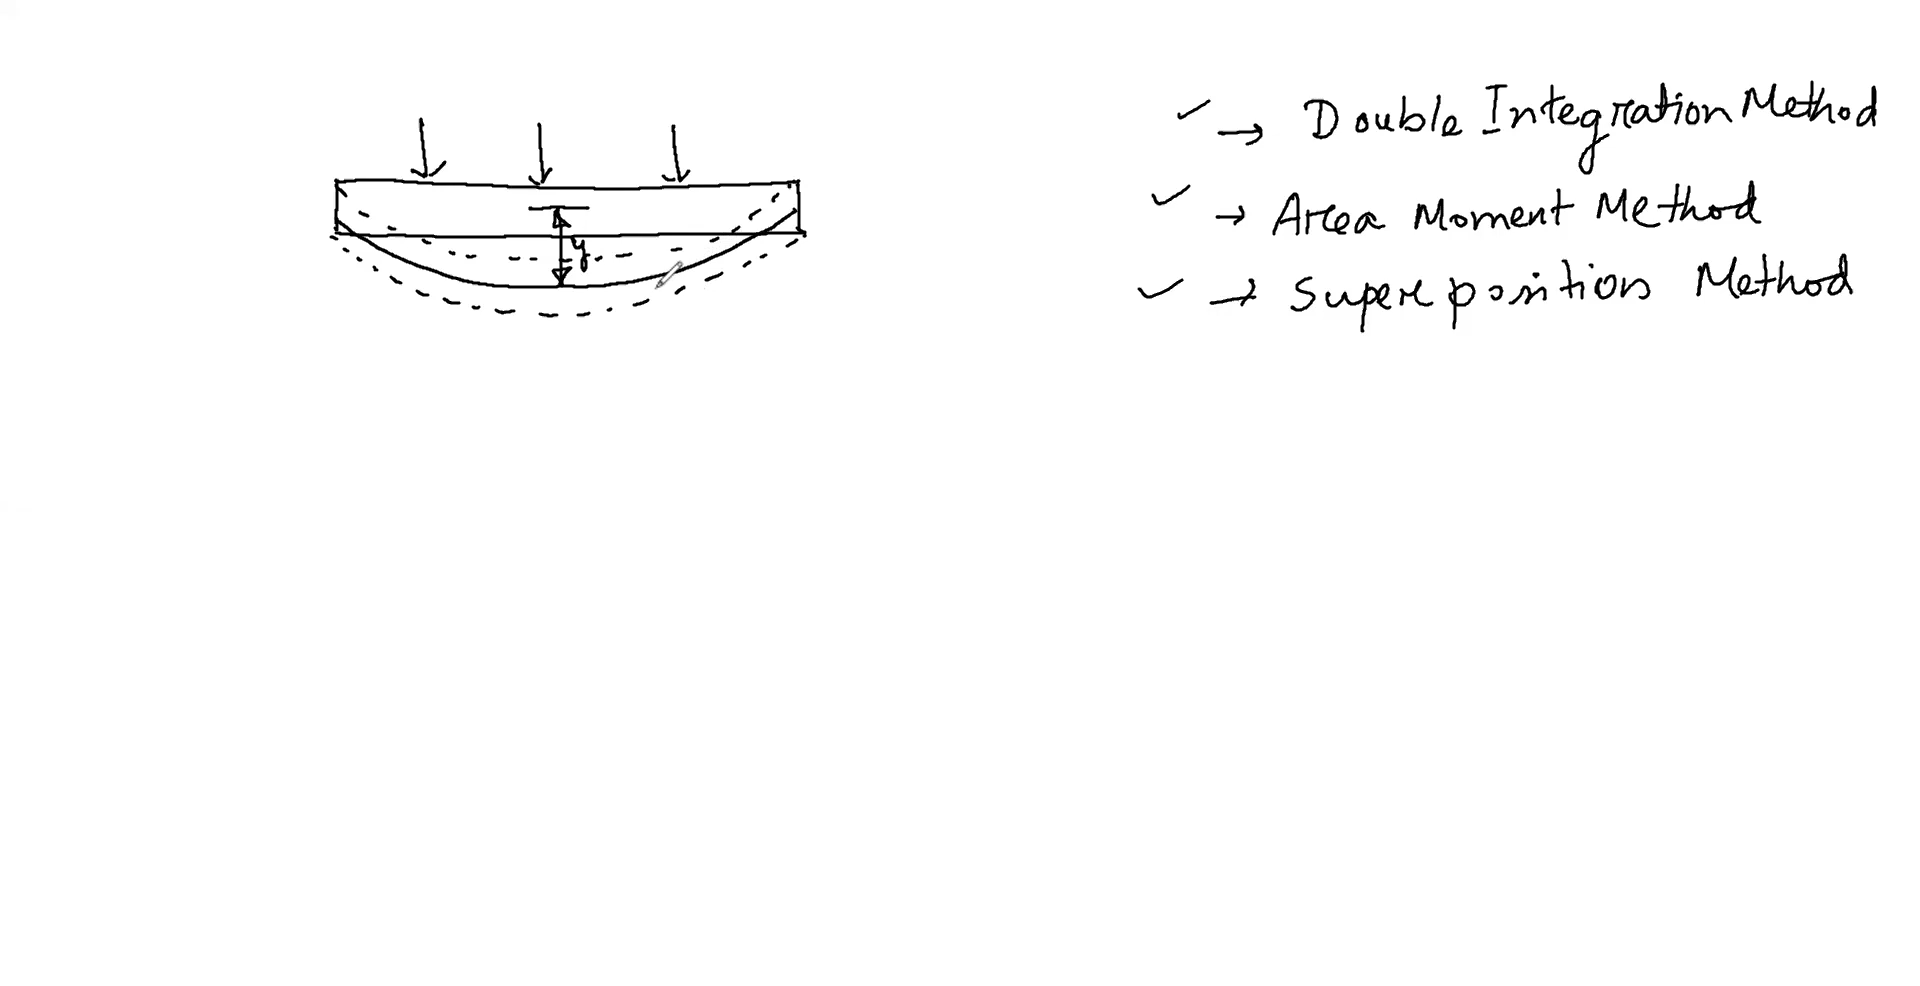 → Double Integration Method
→ Area Moment Method
→ Superposition Method
y